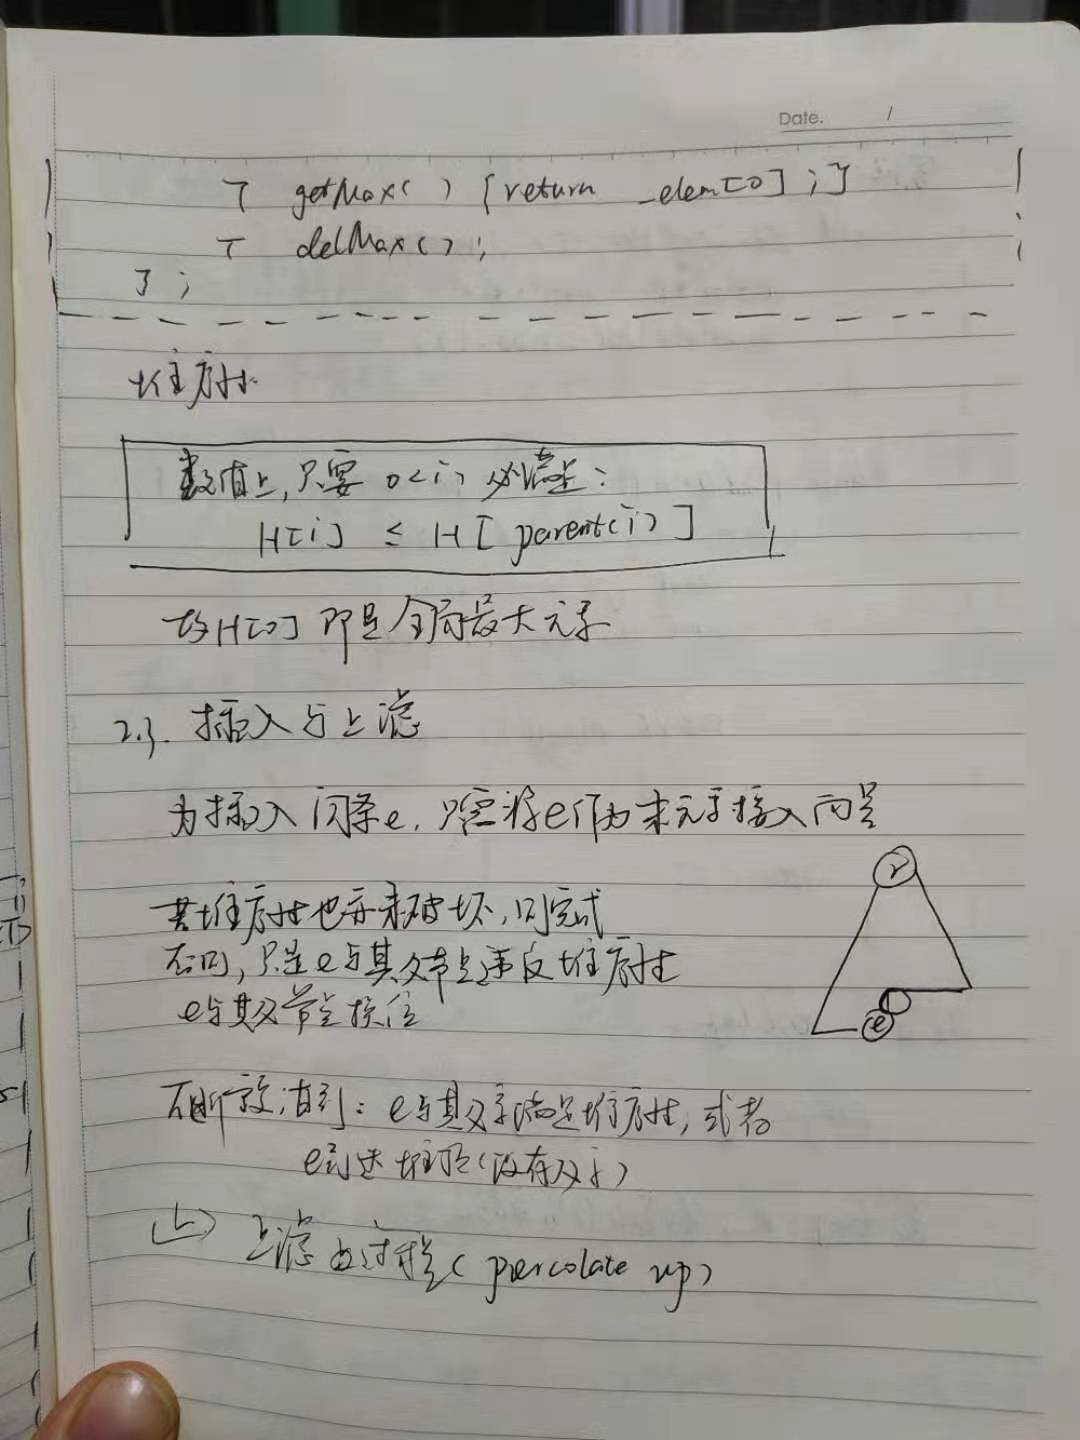 Date. /
T getMax() {return _elem[0];}
T delMax();
};
堆序性
数值上,只要 0<i, 必满足:
H[i] ≤ H[parent(i)]
故H[0]即是全局最大元素
2.3. 插入与上滤
为插入词条e, 只需将e作为末元素接入向量
其堆序性也亦未破坏,则完成
否则,只是e与其父节点违反堆序性
e与其父节点换位
不断 直到: e与其父亲满足堆序性,或者
e到达堆顶(没有父亲)
上滤 过程(percolate up)
r
e